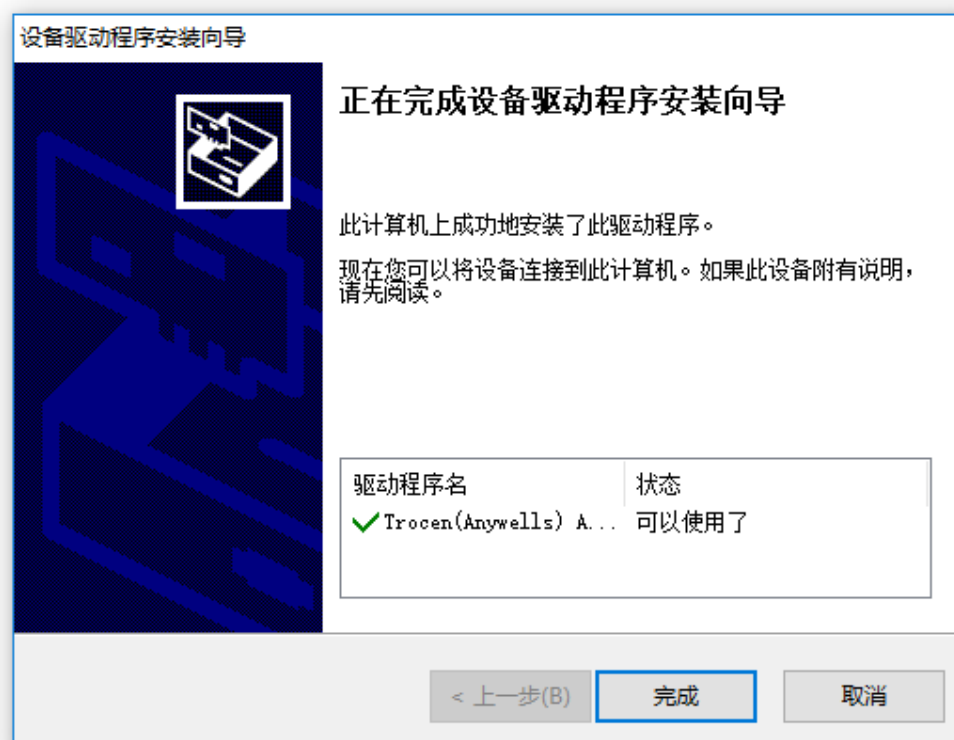 设备驱动程序安装向导
正在完成设备驱动程序安装向导
此计算机上成功地安装了此驱动程序。
现在您可以将设备连接到此计算机。如果此设备附有说明，
请先阅读。
驱动程序名 状态
Trocen(Anywells) A... 可以使用了
< 上一步(B) 完成 取消